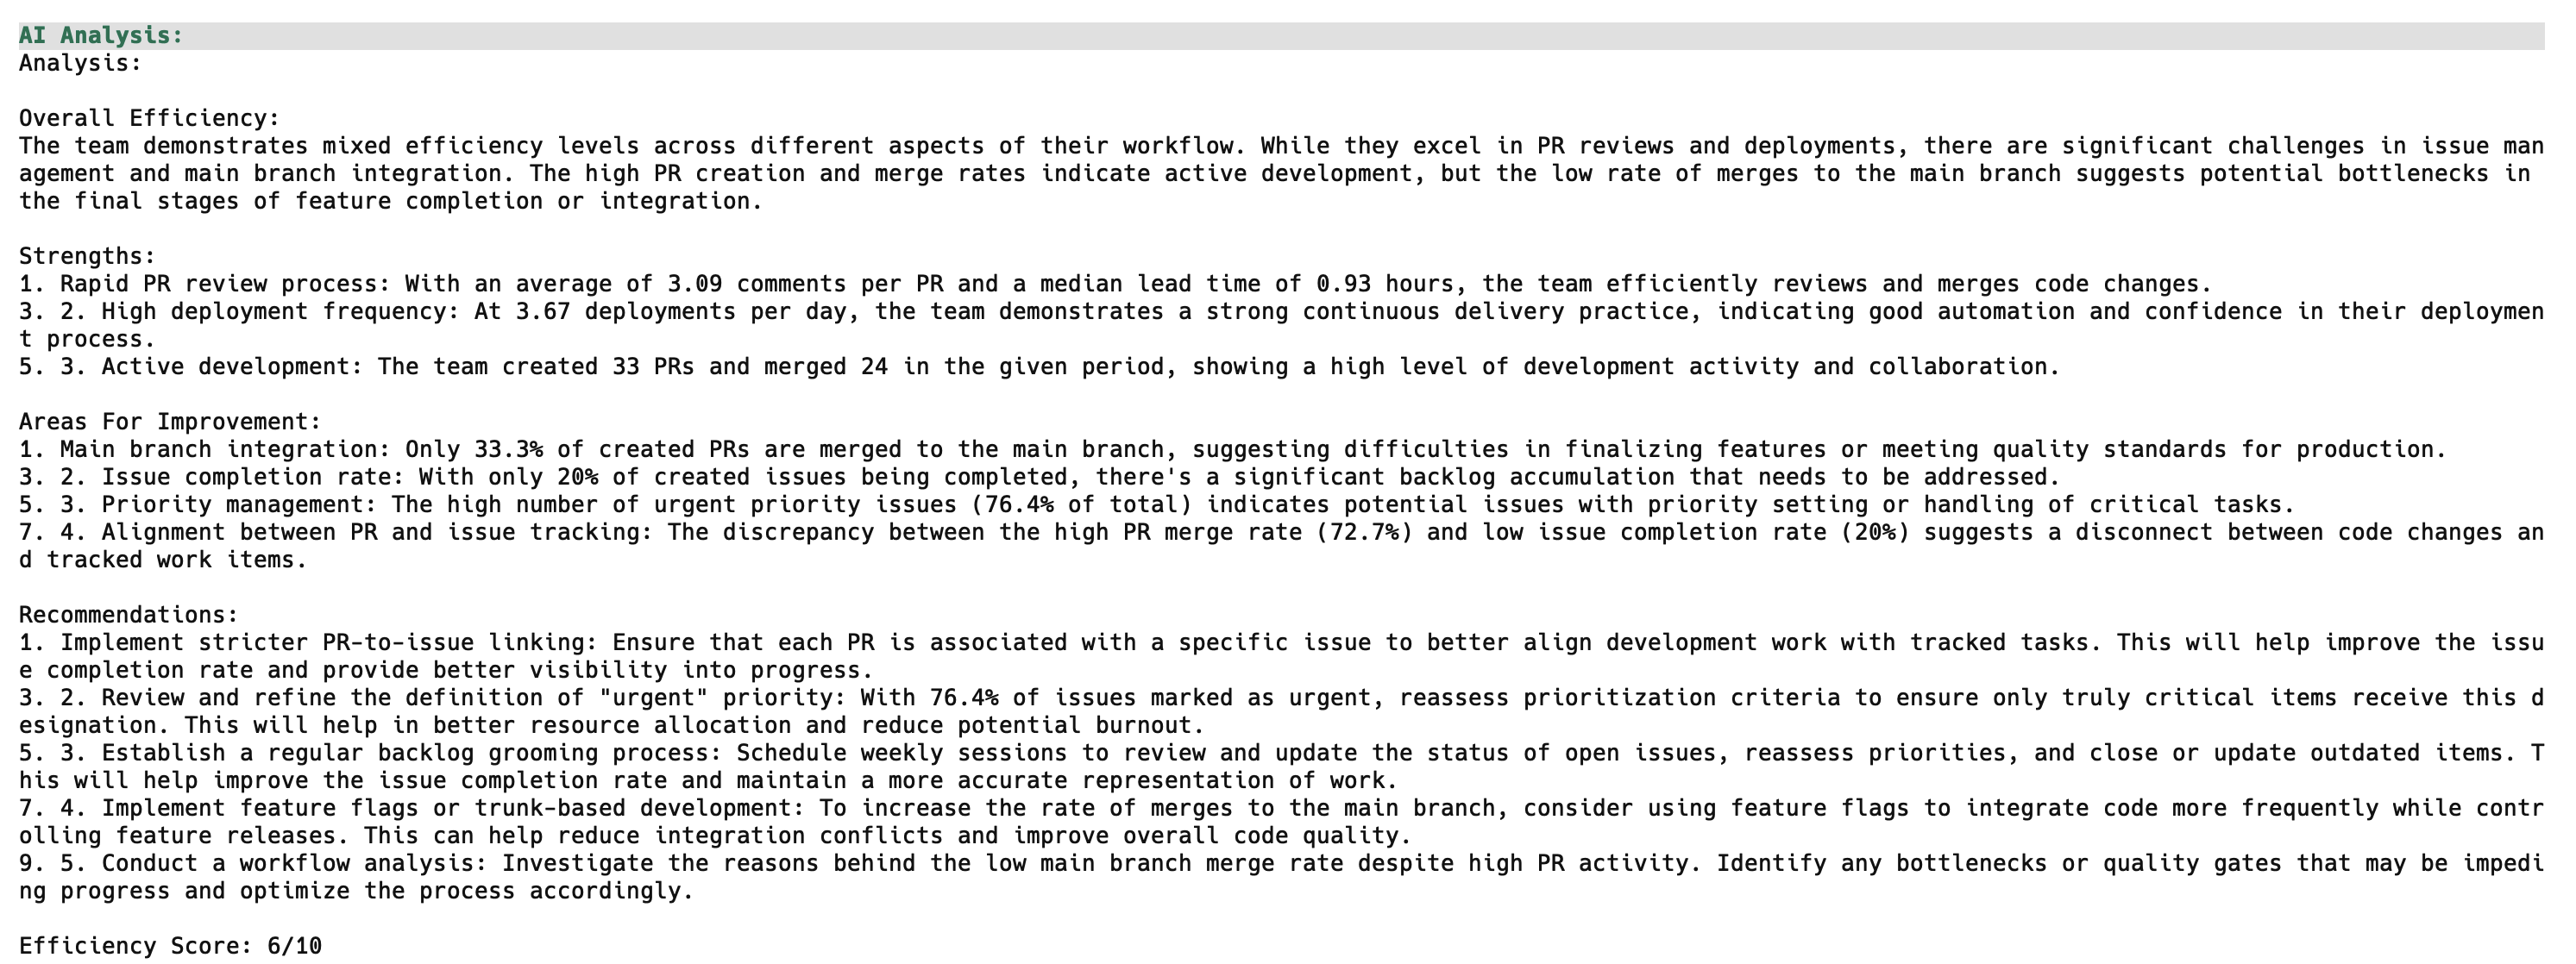 AI Analysis:
Analysis:
Overall Efficiency:
The team demonstrates mixed efficiency levels across different aspects of their workflow. While they excel in PR reviews and deployments, there are significant challenges in issue man
agement and main branch integration. The high PR creation and merge rates indicate active development, but the low rate of merges to the main branch suggests potential bottlenecks in
the final stages of feature completion or integration.
Strengths:
1. Rapid PR review process: With an average of 3.09 comments per PR and a median lead time of 0.93 hours, the team efficiently reviews and merges code changes.
3. 2. High deployment frequency: At 3.67 deployments per day, the team demonstrates a strong continuous delivery practice, indicating good automation and confidence in their deploymen
t process.
5. 3. Active development: The team created 33 PRs and merged 24 in the given period, showing a high level of development activity and collaboration.
Areas For Improvement:
1. Main branch integration: Only 33.3% of created PRs are merged to the main branch, suggesting difficulties in finalizing features or meeting quality standards for production.
3. 2. Issue completion rate: With only 20% of created issues being completed, there's a significant backlog accumulation that needs to be addressed.
5. 3. Priority management: The high number of urgent priority issues (76.4% of total) indicates potential issues with priority setting or handling of critical tasks.
7. 4. Alignment between PR and issue tracking: The discrepancy between the high PR merge rate (72.7%) and low issue completion rate (20%) suggests a disconnect between code changes an
d tracked work items.
Recommendations:
1. Implement stricter PR-to-issue linking: Ensure that each PR is associated with a specific issue to better align development work with tracked tasks. This will help improve the issu
e completion rate and provide better visibility into progress.
3. 2. Review and refine the definition of "urgent" priority: With 76.4% of issues marked as urgent, reassess prioritization criteria to ensure only truly critical items receive this d
esignation. This will help in better resource allocation and reduce potential burnout.
5. 3. Establish a regular backlog grooming process: Schedule weekly sessions to review and update the status of open issues, reassess priorities, and close or update outdated items. T
his will help improve the issue completion rate and maintain a more accurate representation of work.
7. 4. Implement feature flags or trunk-based development: To increase the rate of merges to the main branch, consider using feature flags to integrate code more frequently while contr
olling feature releases. This can help reduce integration conflicts and improve overall code quality.
9. 5. Conduct a workflow analysis: Investigate the reasons behind the low main branch merge rate despite high PR activity. Identify any bottlenecks or quality gates that may be impedi
ng progress and optimize the process accordingly.
Efficiency Score: 6/10